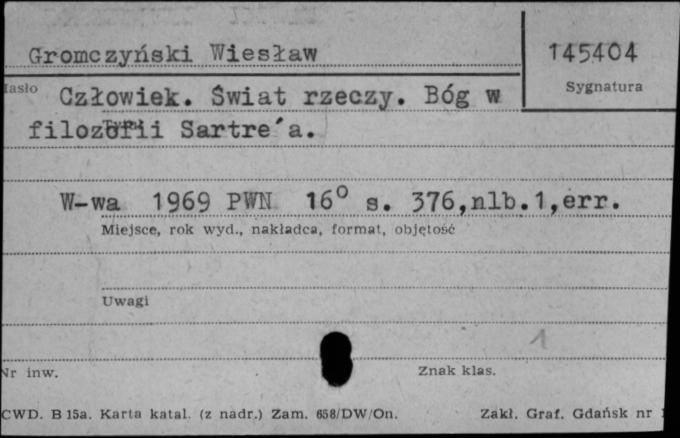 Gromczyński Wiesław
145404
Hasło
Sygnatura
Człowiek. Świat rzeczy. Bóg w
filozofii Sartre´a.
W-wa 1969 PWN 16° s. 376,nlb.1,err.
Miejsce, rok wyd., nakładca, format, objętość
Uwagi
1
Nr inw.
Znak klas.
CWD. B 15a. Karta katal. (z nadr.) Zam. 658/DW/On.
Zakł. Graf. Gdańsk nr 1